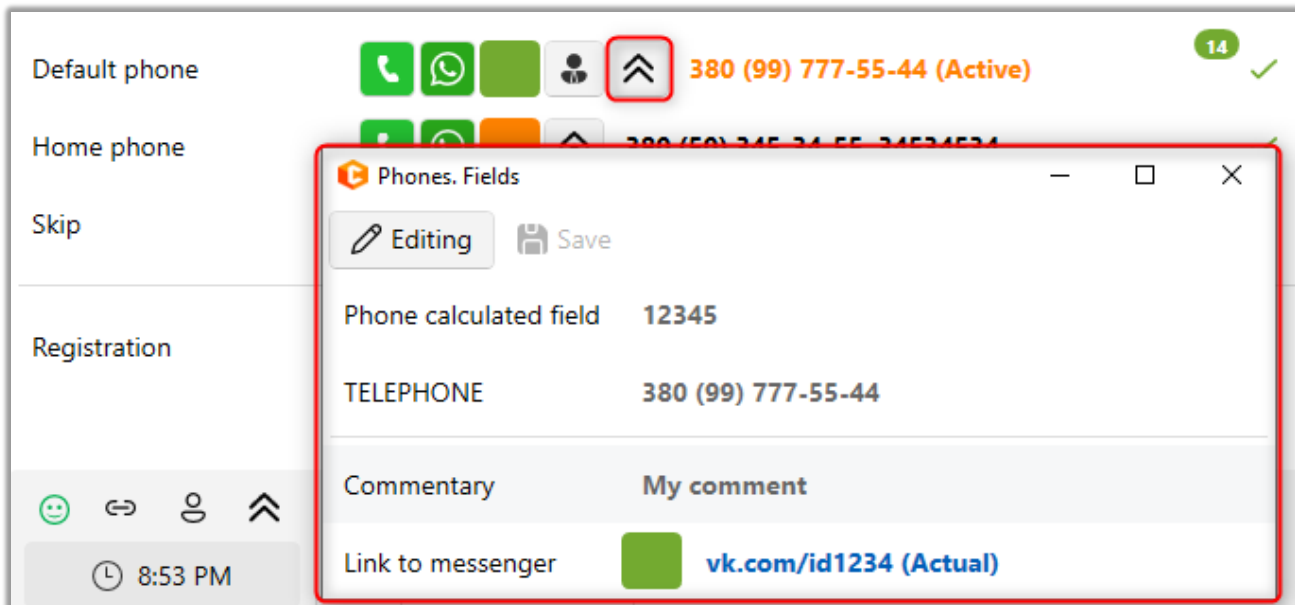 Default phone 380 (99) 777-55-44 (Active) 14
Home phone
Phones. Fields
Skip
Editing Save
Phone calculated field 12345
Registration
TELEPHONE 380 (99) 777-55-44
Commentary My comment
Link to messenger vk.com/id1234 (Actual)
8:53 PM